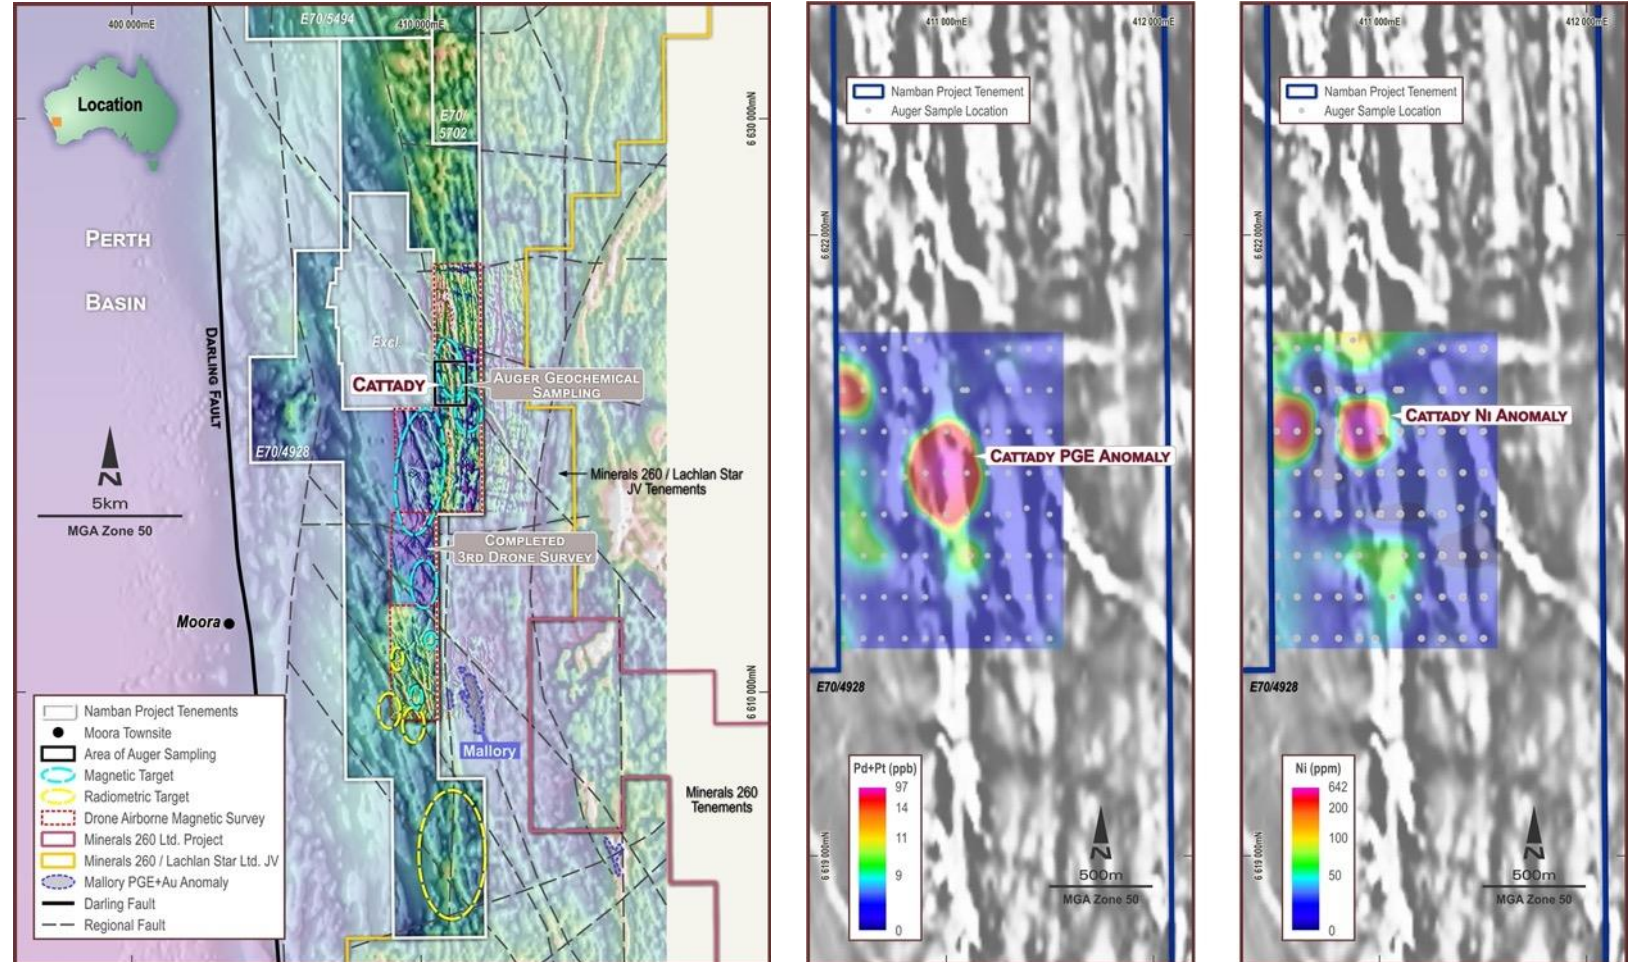 400 000mE
E70/5494
410 000mE
Location
E70/
5702
6 630 000mN
PERTH
BASIN
DARLING FAULT
Excl.
CATTADY
AUGER GEOCHEMICAL
SAMPLING
E70/4928
Minerals 260 / Lachlan Star
JV Tenements
N
5km
MGA Zone 50
COMPLETED
3RD DRONE SURVEY
Moora
6 610 000mN
Mallory
Minerals 260
Tenements
Namban Project Tenements
Moora Townsite
Area of Auger Sampling
Magnetic Target
Radiometric Target
Drone Airborne Magnetic Survey
Minerals 260 Ltd. Project
Minerals 260 / Lachlan Star Ltd. JV
Mallory PGE+Au Anomaly
Darling Fault
Regional Fault
411 000mE
412 000mE
Namban Project Tenement
Auger Sample Location
6 622 000mN
CATTADY PGE ANOMALY
E70/4928
Pd+Pt (ppb)
97
14
11
9
0
6 619 000mN
N
500m
MGA Zone 50
411 000mE
412 000mE
Namban Project Tenement
Auger Sample Location
6 622 000mN
CATTADY NI ANOMALY
E70/4928
Ni (ppm)
642
200
100
50
0
6 619 000mN
N
500m
MGA Zone 50